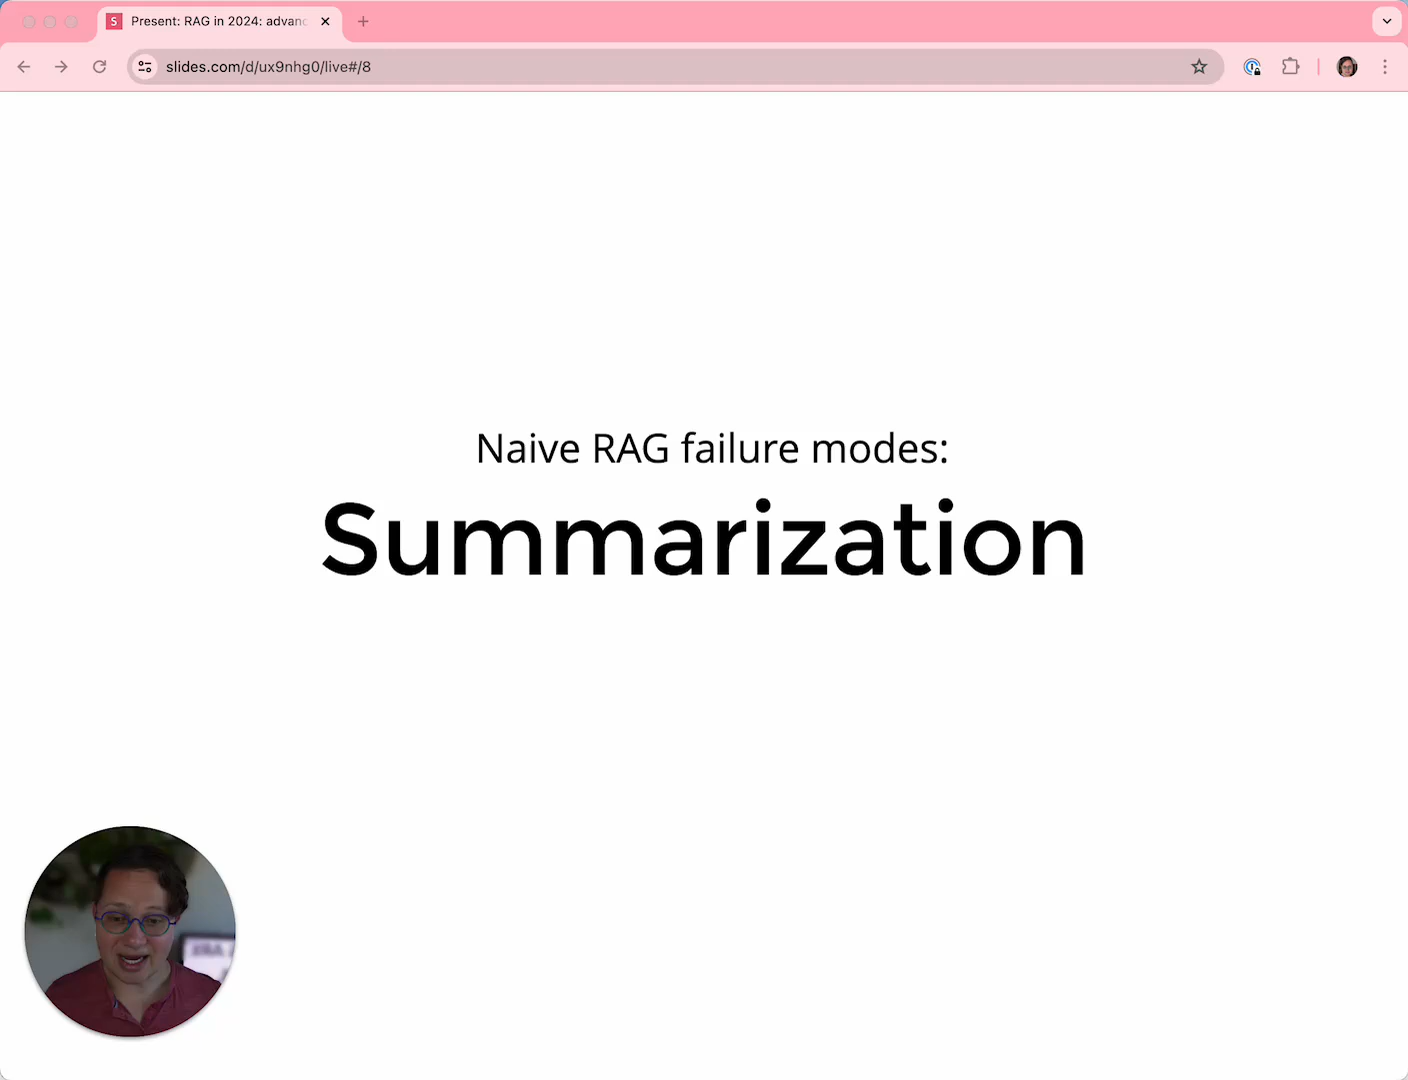 S Present: RAG in 2024: advanc
slides.com/d/ux9nhg0/live#/8
Naive RAG failure modes:
Summarization